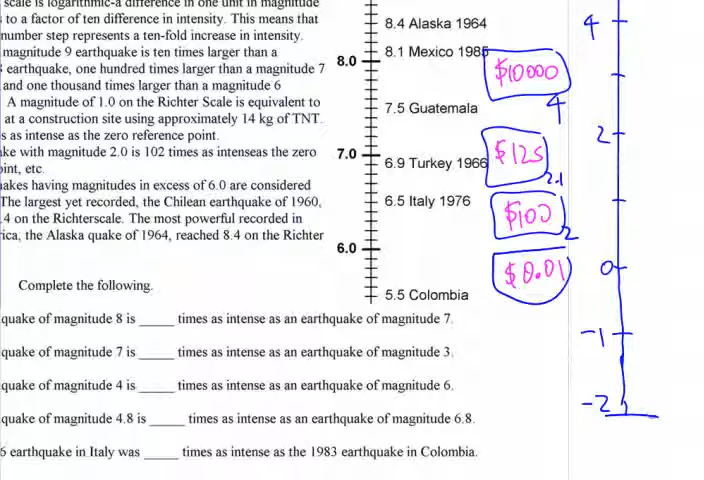 scale is logarithmic-a difference in one unit in magnitude
to a factor of ten difference in intensity. This means that
number step represents a ten-fold increase in intensity.
magnitude 9 earthquake is ten times larger than a
earthquake, one hundred times larger than a magnitude 7
and one thousand times larger than a magnitude 6
A magnitude of 1.0 on the Richter Scale is equivalent to
at a construction site using approximately 14 kg of TNT.
s as intense as the zero reference point.
ke with magnitude 2.0 is 102 times as intenseas the zero
oint, etc.
akes having magnitudes in excess of 6.0 are considered
The largest yet recorded, the Chilean earthquake of 1960,
.4 on the Richterscale. The most powerful recorded in
ica, the Alaska quake of 1964, reached 8.4 on the Richter
8.4 Alaska 1964
8.1 Mexico 1985
8.0
7.5 Guatemala
7.0
6.9 Turkey 1966
6.5 Italy 1976
6.0
5.5 Colombia
$10000
4
$125
2.1
$100
2
$0.01
4
2
0
-1
-2
Complete the following.
quake of magnitude 8 is _____ times as intense as an earthquake of magnitude 7.
quake of magnitude 7 is _____ times as intense as an earthquake of magnitude 3.
quake of magnitude 4 is _____ times as intense as an earthquake of magnitude 6.
quake of magnitude 4.8 is _____ times as intense as an earthquake of magnitude 6.8.
6 earthquake in Italy was _____ times as intense as the 1983 earthquake in Colombia.